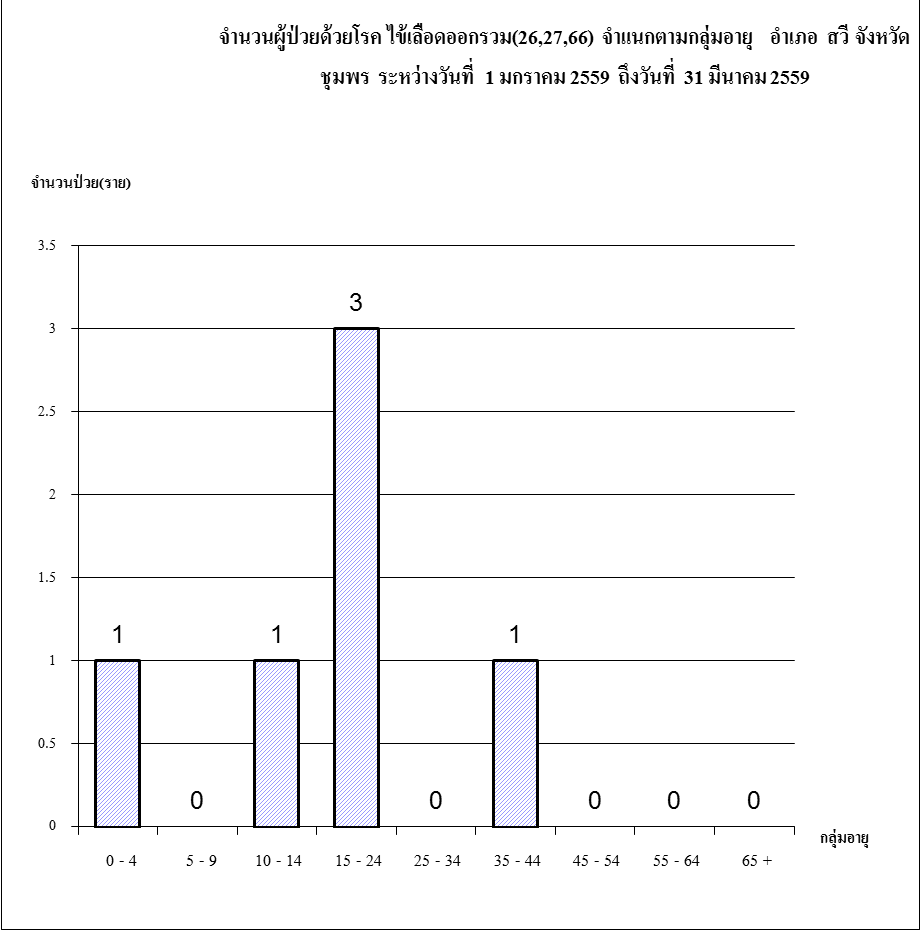 จำนวนผู้ป่วยด้วยโรค ไข้เลือดออกรวม(26,27,66) จำแนกตามกลุ่มอายุ อำเภอ สวี จังหวัด
ชุมพร ระหว่างวันที่ 1 มกราคม 2559 ถึงวันที่ 31 มีนาคม 2559
จำนวนป่วย(ราย)
3.5
3
3
2.5
2
1.5
1 1 1
1
0.5
0 0 0 0 0
0
กลุ่มอายุ
0 - 4 5 - 9 10 - 14 15 - 24 25 - 34 35 - 44 45 - 54 55 - 64 65 +